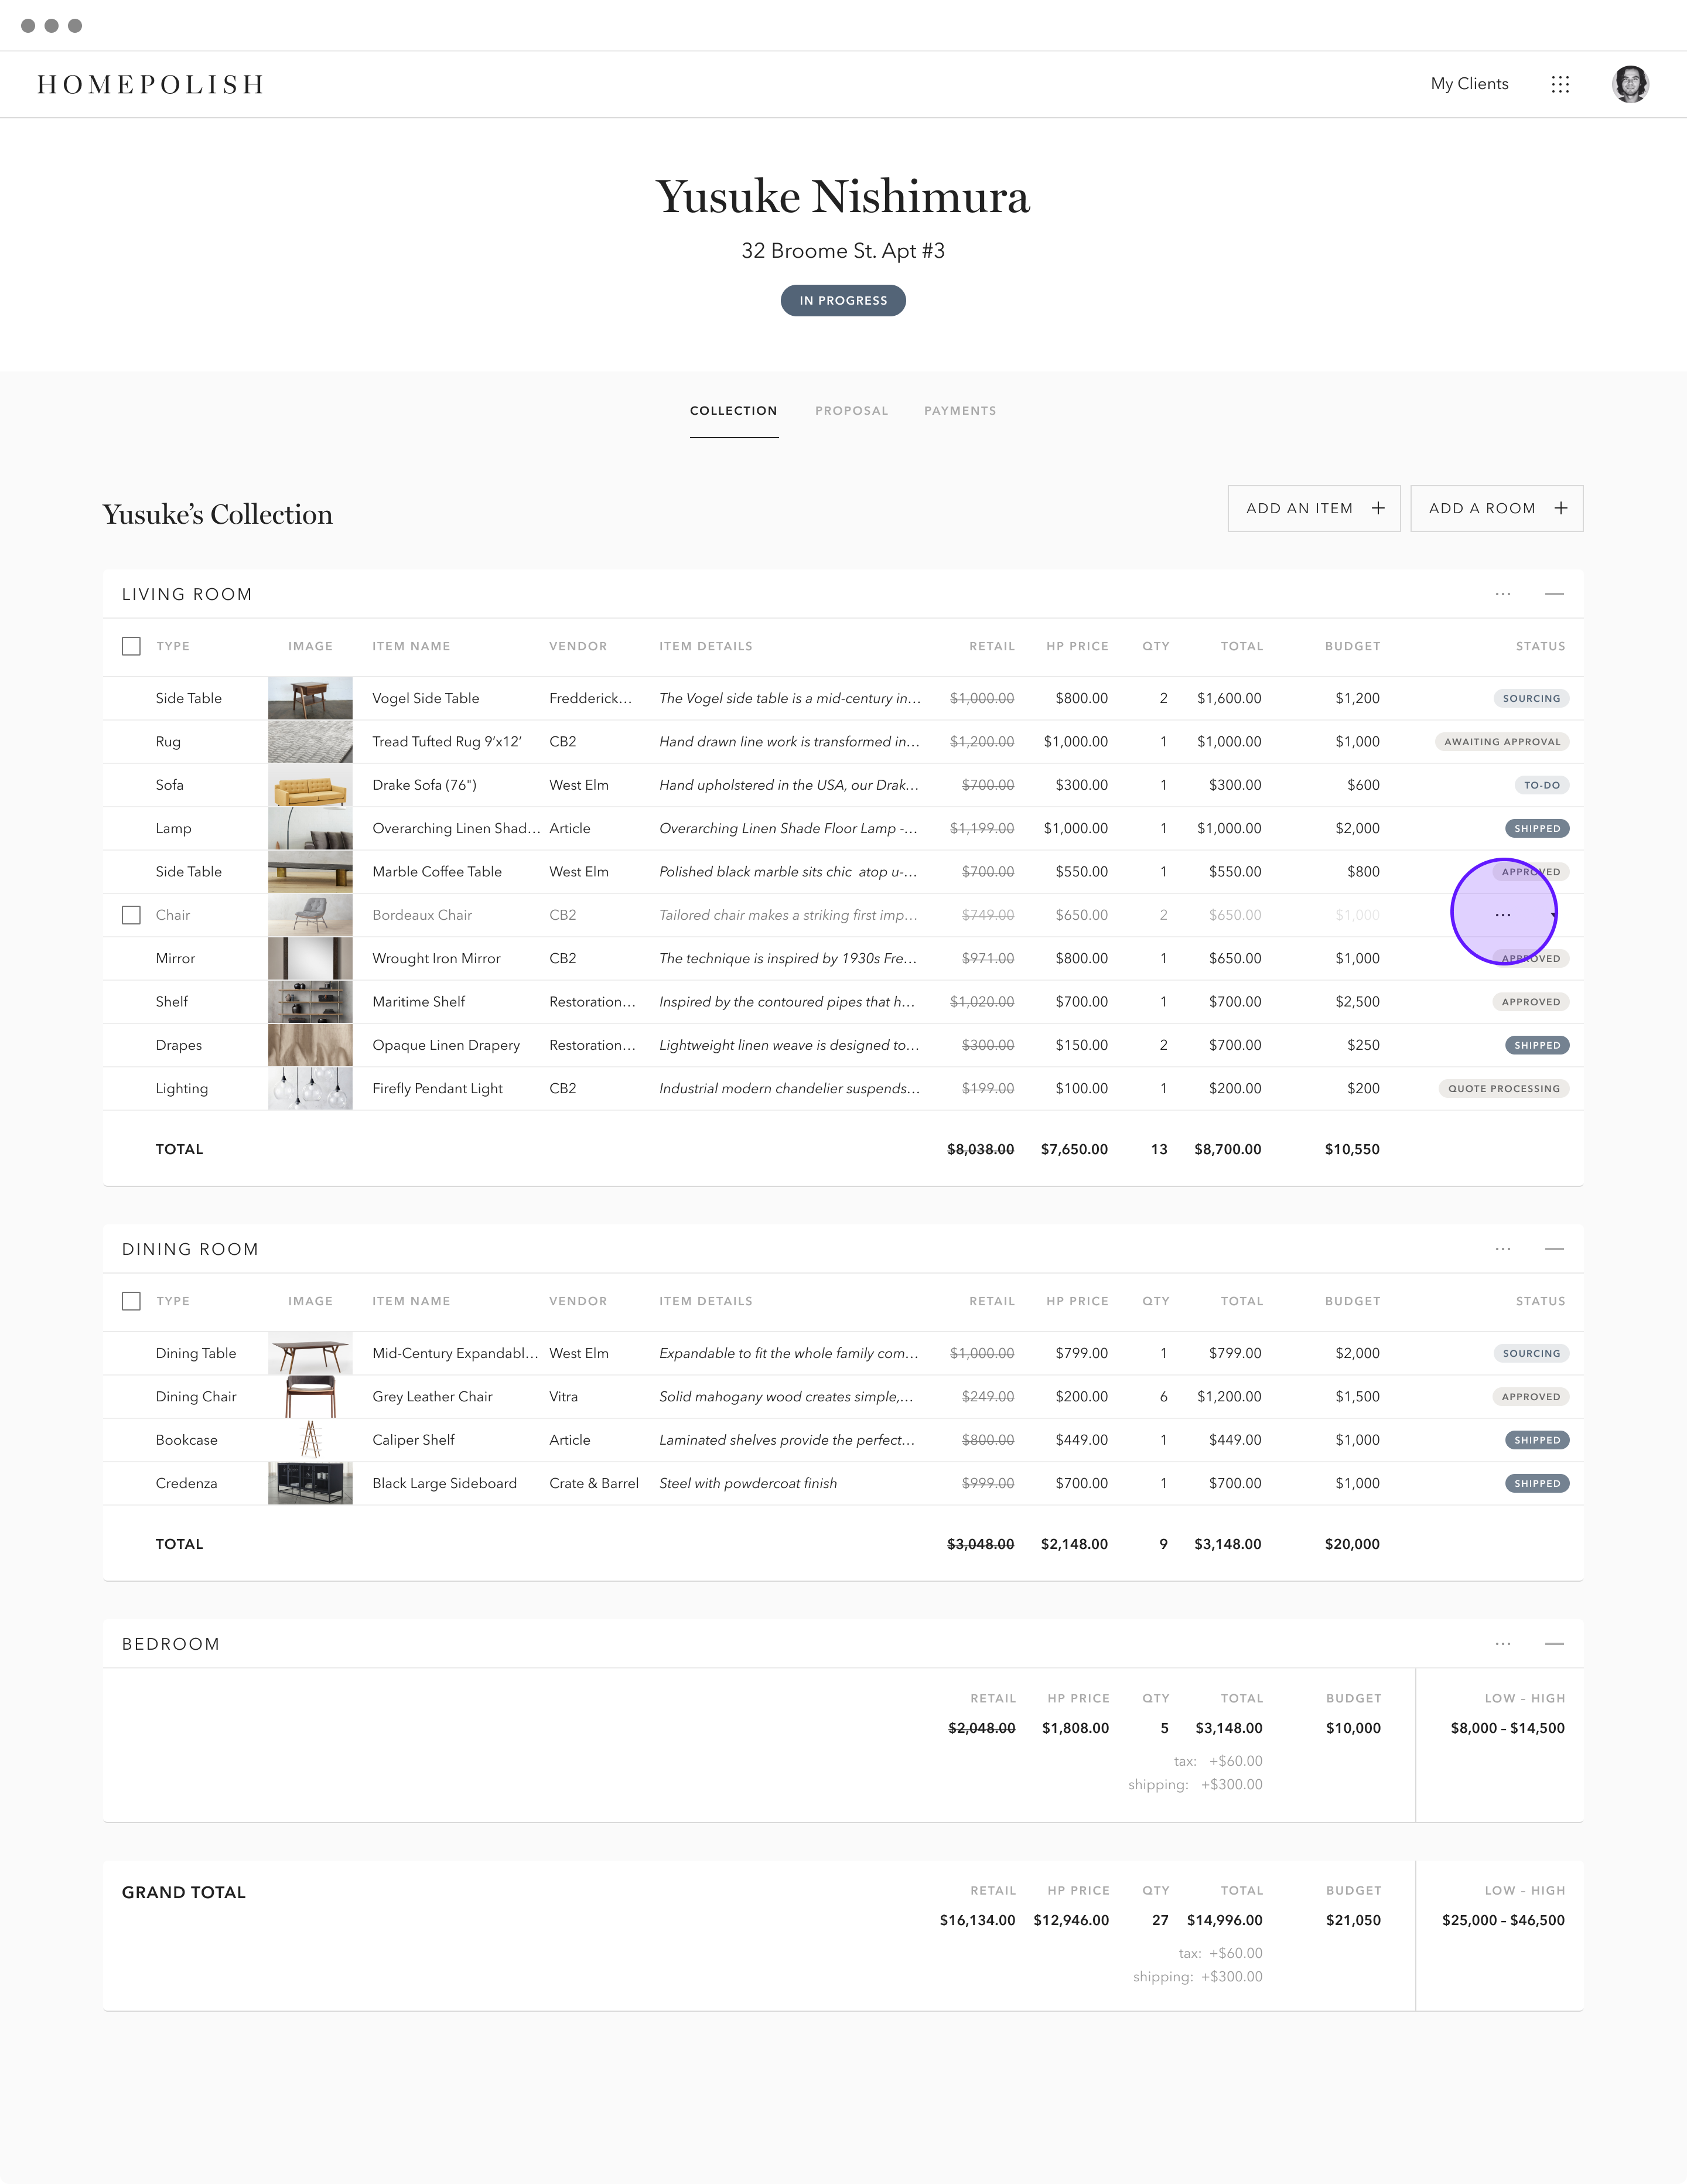 HOMEPOLISH My Clients
Yusuke Nishimura
32 Broome St. Apt #3
IN PROGRESS
COLLECTION PROPOSAL PAYMENTS
Yusuke’s Collection ADD AN ITEM + ADD A ROOM +
LIVING ROOM ... —
TYPE IMAGE ITEM NAME VENDOR ITEM DETAILS RETAIL HP PRICE QTY TOTAL BUDGET STATUS
Side Table Vogel Side Table Fredderick… The Vogel side table is a mid-century in… $1,000.00 $800.00 2 $1,600.00 $1,200 SOURCING
Rug Tread Tufted Rug 9’x12’ CB2 Hand drawn line work is transformed in… $1,200.00 $1,000.00 1 $1,000.00 $1,000 AWAITING APPROVAL
Sofa Drake Sofa (76") West Elm Hand upholstered in the USA, our Drak… $700.00 $300.00 1 $300.00 $600 TO-DO
Lamp Overarching Linen Shad… Article Overarching Linen Shade Floor Lamp -… $1,199.00 $1,000.00 1 $1,000.00 $2,000 SHIPPED
Side Table Marble Coffee Table West Elm Polished black marble sits chic atop u-… $700.00 $550.00 1 $550.00 $800 APPROVED
Chair Bordeaux Chair CB2 Tailored chair makes a striking first imp… $749.00 $650.00 2 $650.00 $1,000 ...
Mirror Wrought Iron Mirror CB2 The technique is inspired by 1930s Fre… $971.00 $800.00 1 $650.00 $1,000 APPROVED
Shelf Maritime Shelf Restoration… Inspired by the contoured pipes that h… $1,020.00 $700.00 1 $700.00 $2,500 APPROVED
Drapes Opaque Linen Drapery Restoration… Lightweight linen weave is designed to… $300.00 $150.00 2 $700.00 $250 SHIPPED
Lighting Firefly Pendant Light CB2 Industrial modern chandelier suspends… $199.00 $100.00 1 $200.00 $200 QUOTE PROCESSING
TOTAL $8,038.00 $7,650.00 13 $8,700.00 $10,550
DINING ROOM ... —
TYPE IMAGE ITEM NAME VENDOR ITEM DETAILS RETAIL HP PRICE QTY TOTAL BUDGET STATUS
Dining Table Mid-Century Expandabl… West Elm Expandable to fit the whole family com… $1,000.00 $799.00 1 $799.00 $2,000 SOURCING
Dining Chair Grey Leather Chair Vitra Solid mahogany wood creates simple,… $249.00 $200.00 6 $1,200.00 $1,500 APPROVED
Bookcase Caliper Shelf Article Laminated shelves provide the perfect… $800.00 $449.00 1 $449.00 $1,000 SHIPPED
Credenza Black Large Sideboard Crate & Barrel Steel with powdercoat finish $999.00 $700.00 1 $700.00 $1,000 SHIPPED
TOTAL $3,048.00 $2,148.00 9 $3,148.00 $20,000
BEDROOM ... —
RETAIL HP PRICE QTY TOTAL BUDGET LOW – HIGH
$2,048.00 $1,808.00 5 $3,148.00 $10,000 $8,000 – $14,500
tax: +$60.00
shipping: +$300.00
GRAND TOTAL RETAIL HP PRICE QTY TOTAL BUDGET LOW – HIGH
$16,134.00 $12,946.00 27 $14,996.00 $21,050 $25,000 – $46,500
tax: +$60.00
shipping: +$300.00